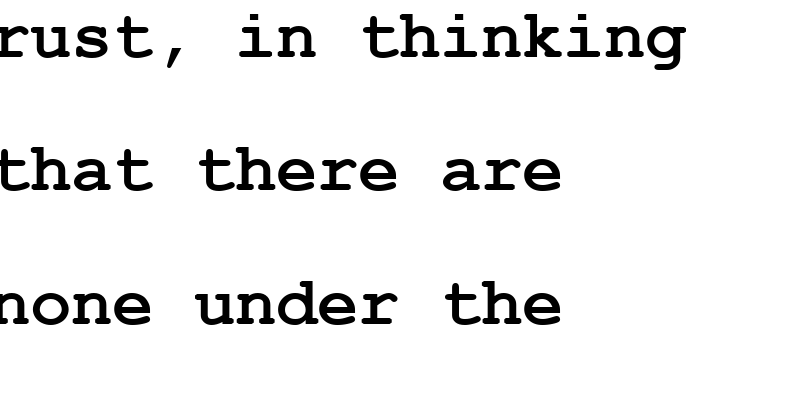 rust, in thinking
that there are
none under the